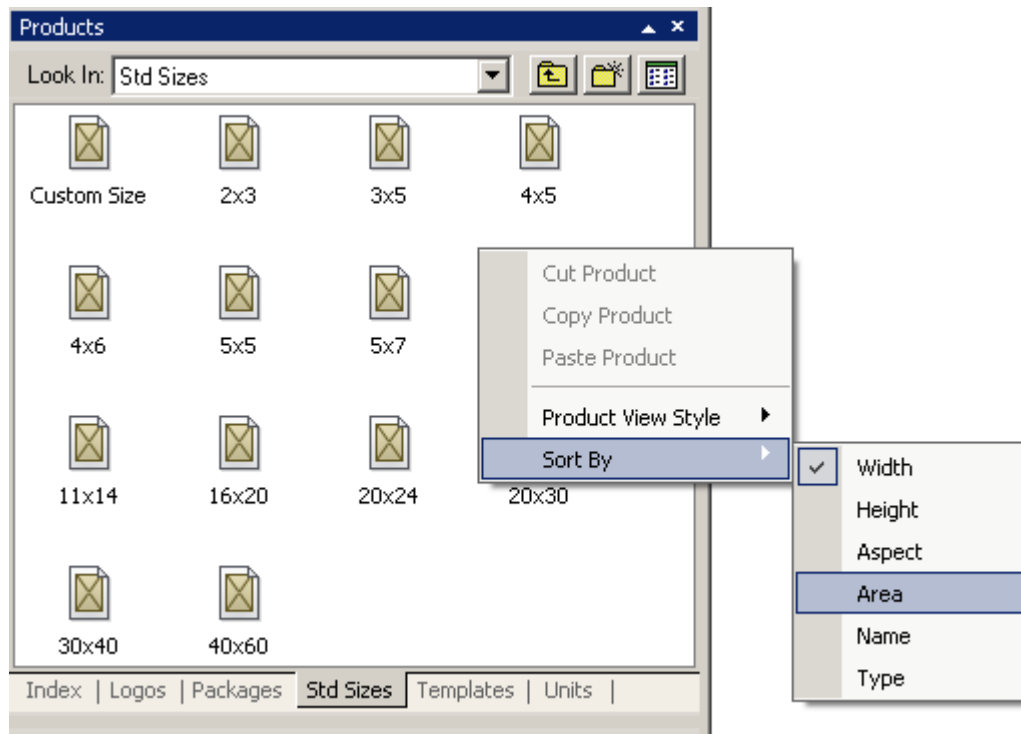 Products
Look In: Std Sizes
Custom Size 2x3 3x5 4x5
Cut Product
Copy Product
Paste Product
4x6 5x5 5x7
Product View Style
Sort By
11x14 16x20 20x24 20x30
Width
Height
Aspect
Area
Name
Type
30x40 40x60
Index | Logos | Packages Std Sizes Templates | Units |